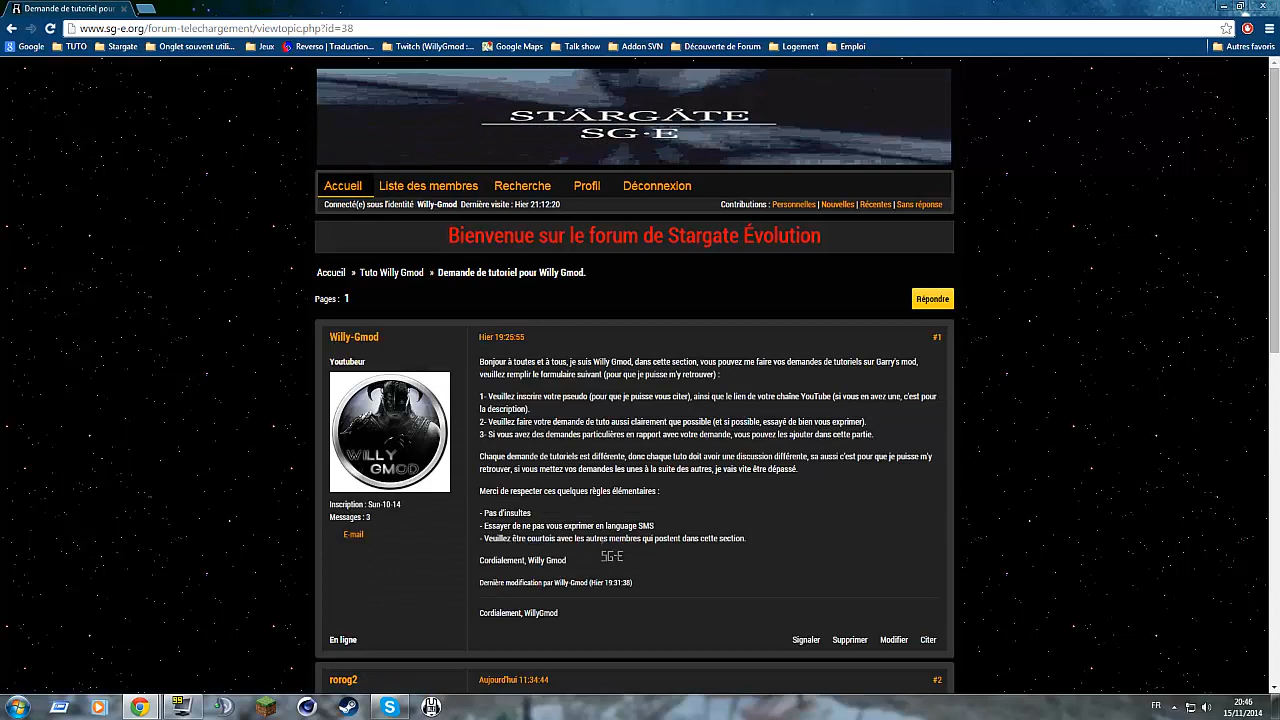 Demande de tutoriel pour
www.sg-e.org/forum-telechargement/viewtopic.php?id=38
Google TUTO Stargate Onglet souvent utili... Jeux Reverso | Traduction... Twitch (WillyGmod :... Google Maps Talk show Addon SVN Découverte de Forum Logement Emploi Autres favoris
STÅRGÅTE
SG·E
Accueil Liste des membres Recherche Profil Déconnexion
Connecté(e) sous l'identité Willy-Gmod Dernière visite : Hier 21:12:20 Contributions : Personnelles | Nouvelles | Récentes | Sans réponse
Bienvenue sur le forum de Stargate Évolution
Accueil » Tuto Willy Gmod » Demande de tutoriel pour Willy Gmod.
Pages : 1 Répondre
Willy-Gmod Hier 19:25:55 #1
Youtubeur
WILLY
GMOD
Inscription : Sun-10-14
Messages : 3
E-mail
En ligne
Bonjour à toutes et à tous, je suis Willy Gmod, dans cette section, vous pouvez me faire vos demandes de tutoriels sur Garry's mod,
veuillez remplir le formulaire suivant (pour que je puisse m'y retrouver) :
1- Veuillez inscrire votre pseudo (pour que je puisse vous citer), ainsi que le lien de votre chaîne YouTube (si vous en avez une, c'est pour
la description).
2- Veuillez faire votre demande de tuto aussi clairement que possible (et si possible, essayé de bien vous exprimer).
3- Si vous avez des demandes particulières en rapport avec votre demande, vous pouvez les ajouter dans cette partie.
Chaque demande de tutoriels est différente, donc chaque tuto doit avoir une discussion différente, sa aussi c'est pour que je puisse m'y
retrouver, si vous mettez vos demandes les unes à la suite des autres, je vais vite être dépassé.
Merci de respecter ces quelques règles élémentaires :
- Pas d'insultes
- Essayer de ne pas vous exprimer en language SMS
- Veuillez être courtois avec les autres membres qui postent dans cette section.
Cordialement, Willy Gmod SG-E
Dernière modification par Willy-Gmod (Hier 19:31:38)
Cordialement, WillyGmod
Signaler Supprimer Modifier Citer
rorog2 Aujourd'hui 11:34:44 #2
99
FR 20:46
15/11/2014